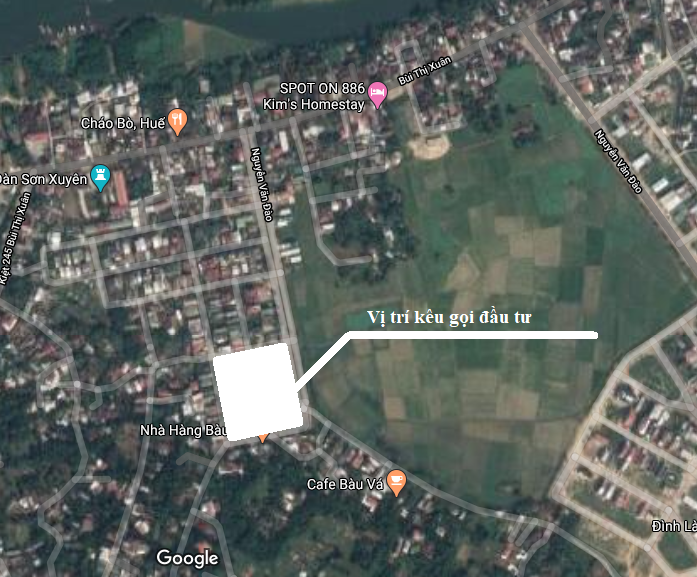 SPOT ON 886
Kim's Homestay
Bùi Thị Xuân
Cháo Bò, Huế
Nguyễn Văn Đào
Nguyễn Văn Đào
Đàn Sơn Xuyên
Kiệt 245 Bùi Thị Xuân
Vị trí kêu gọi đầu tư
Nhà Hàng Bàu
Cafe Bàu Vá
Đình Là
Google